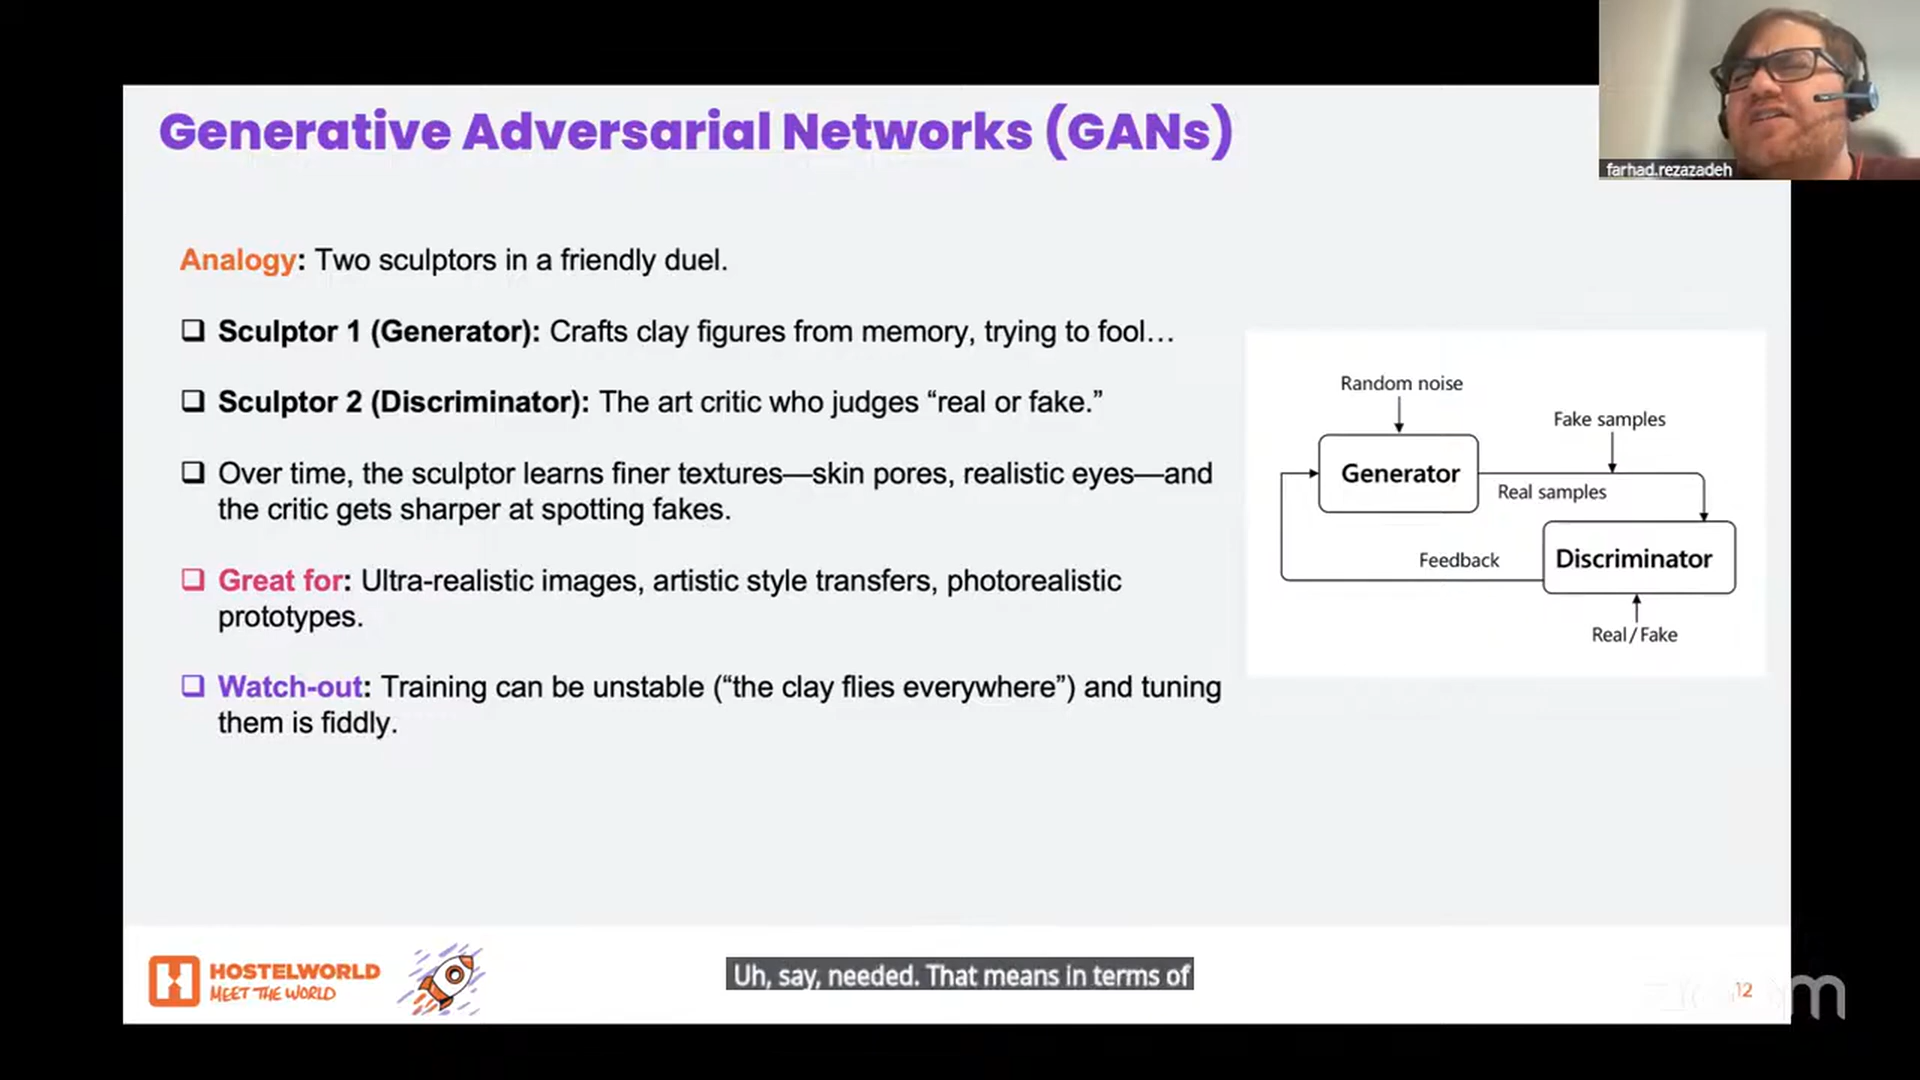 farhad.rezazadeh
Generative Adversarial Networks (GANs)
Analogy: Two sculptors in a friendly duel.
Sculptor 1 (Generator): Crafts clay figures from memory, trying to fool…
Sculptor 2 (Discriminator): The art critic who judges “real or fake.”
Over time, the sculptor learns finer textures—skin pores, realistic eyes—and
the critic gets sharper at spotting fakes.
Great for: Ultra-realistic images, artistic style transfers, photorealistic
prototypes.
Watch-out: Training can be unstable (“the clay flies everywhere”) and tuning
them is fiddly.
Random noise
Fake samples
Generator
Real samples
Discriminator
Feedback
Real/Fake
HOSTELWORLD
MEET THE WORLD
Uh, say, needed. That means in terms of
12